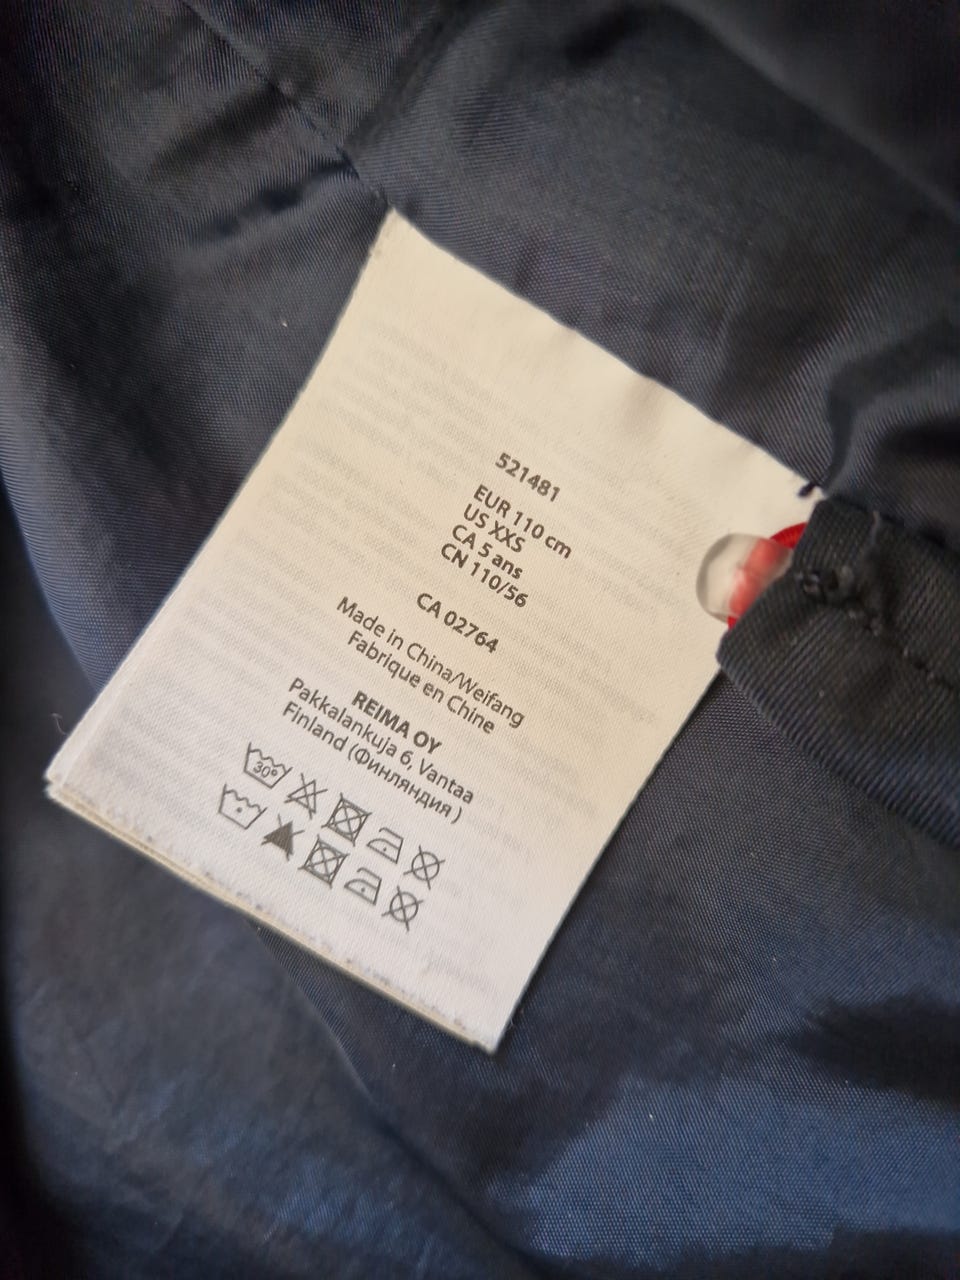 521481
EUR 110 cm
US XXS
CA 5 ans
CN 110/56
CA 02764
Made in China/Weifang
Fabrique en Chine
REIMA OY
Pakkalankuja 6, Vantaa
Finland (Финляндия )
30°